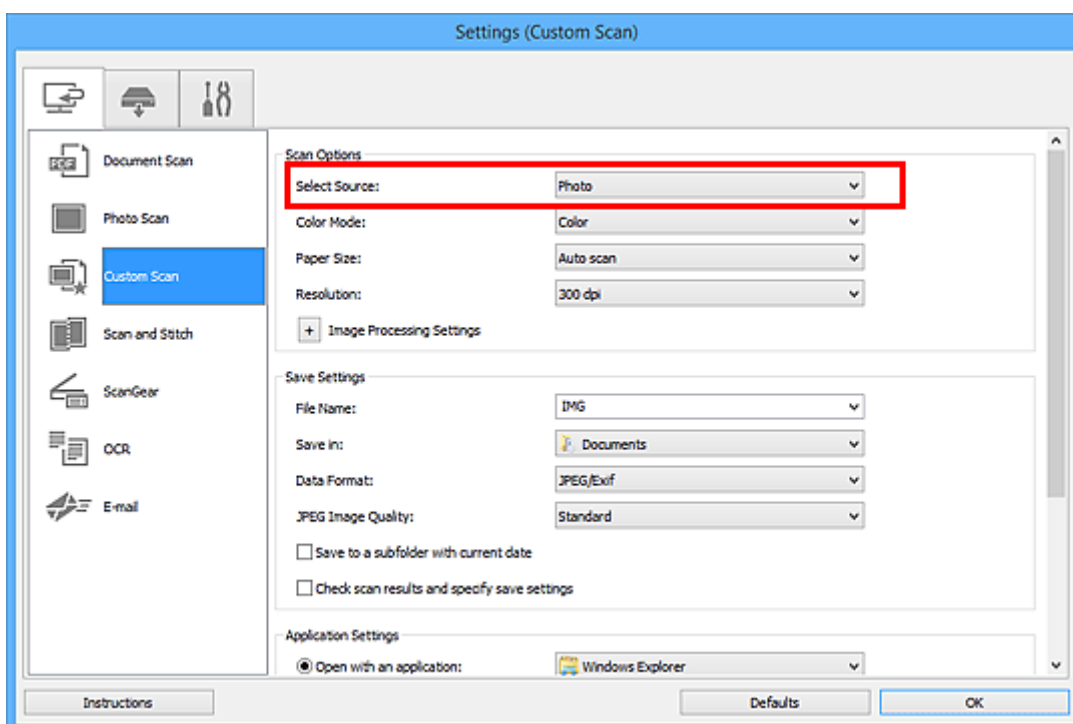 Settings (Custom Scan)
PDF
Document Scan
Photo Scan
Custom Scan
Scan and Stitch
ScanGear
OCR
E-mail
Scan Options
Select Source: Photo
Color Mode: Color
Paper Size: Auto scan
Resolution: 300 dpi
+ Image Processing Settings
Save Settings
File Name: IMG
Save in: Documents
Data Format: JPEG/Exif
JPEG Image Quality: Standard
Save to a subfolder with current date
Check scan results and specify save settings
Application Settings
Open with an application: Windows Explorer
Instructions
Defaults
OK